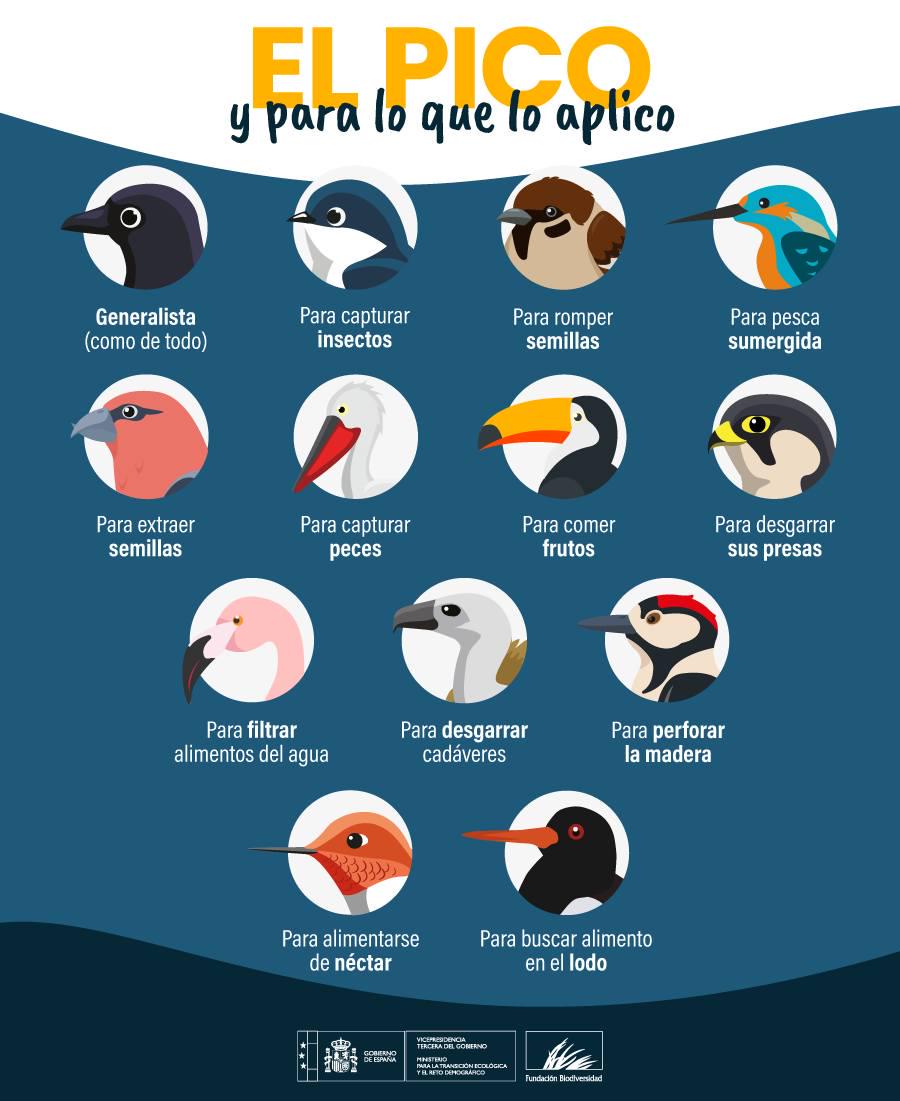 EL PICO
y para lo que lo aplico
Generalista
(como de todo)
Para capturar
insectos
Para romper
semillas
Para pesca
sumergida
Para extraer
semillas
Para capturar
peces
Para comer
frutos
Para desgarrar
sus presas
Para filtrar
alimentos del agua
Para desgarrar
cadáveres
Para perforar
la madera
Para alimentarse
de néctar
Para buscar alimento
en el lodo
GOBIERNO
DE ESPAÑA
VICEPRESIDENCIA
TERCERA DEL GOBIERNO
MINISTERIO
PARA LA TRANSICIÓN ECOLÓGICA
Y EL RETO DEMOGRÁFICO
Fundación Biodiversidad